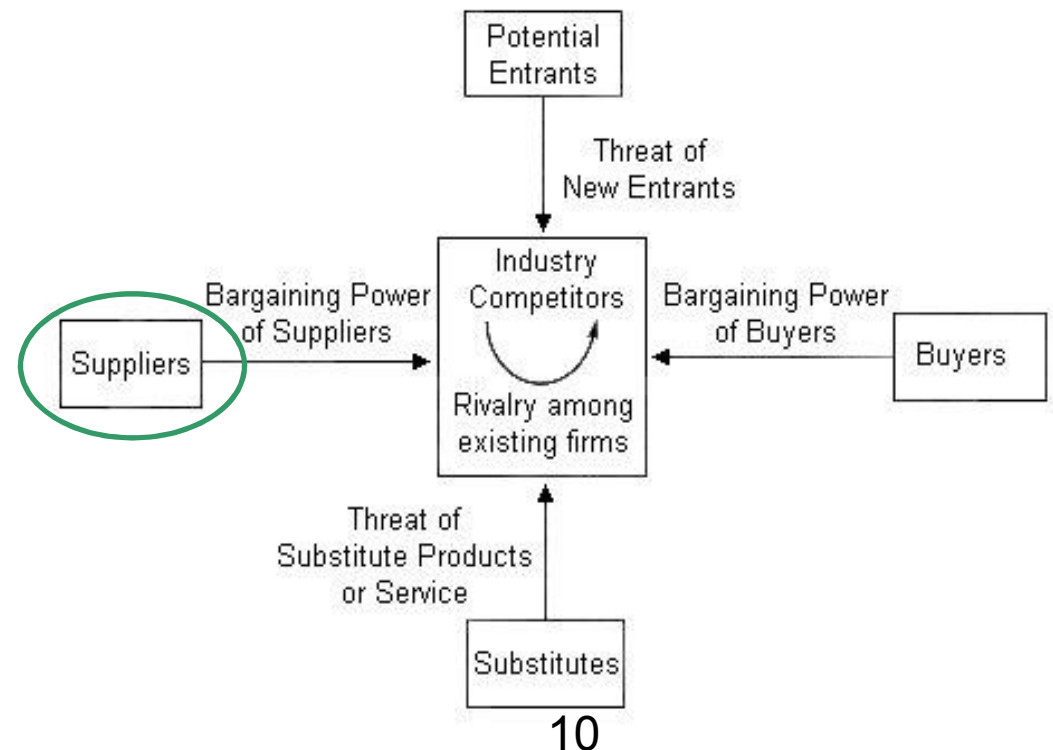 Potential
Entrants
Threat of
New Entrants
Industry
Competitors
Bargaining Power
of Suppliers
Bargaining Power
of Buyers
Suppliers
Buyers
Rivalry among
existing firms
Threat of
Substitute Products
or Service
Substitutes
10